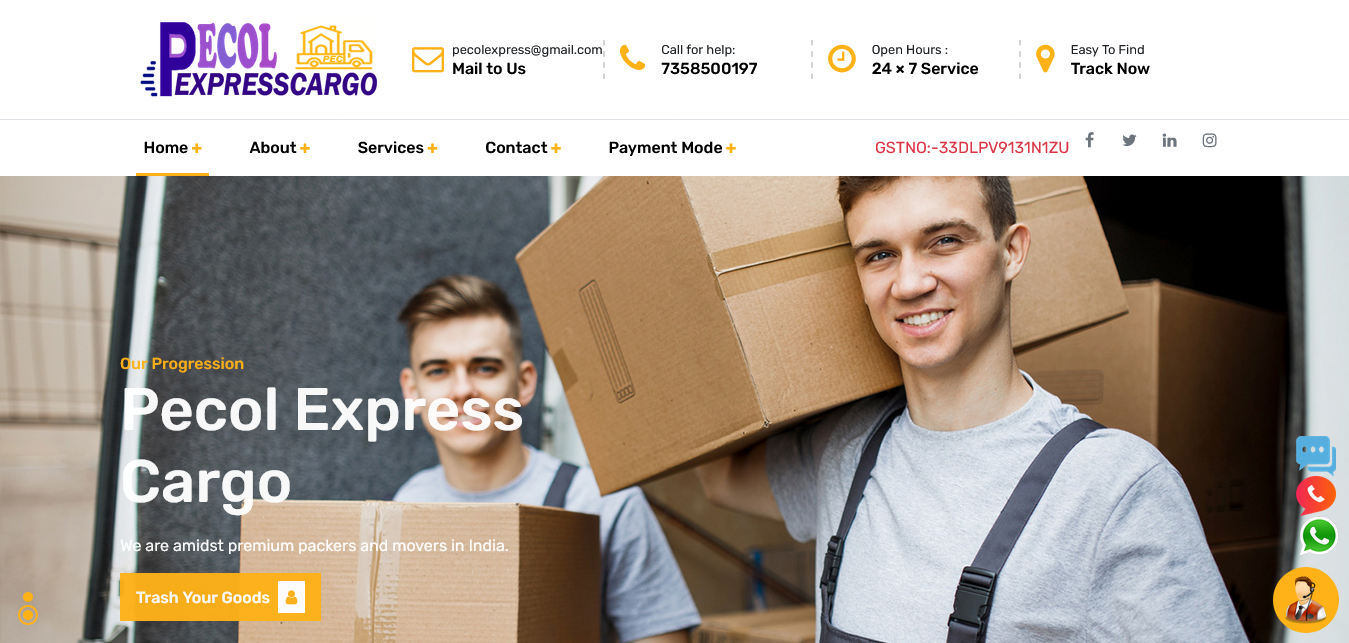 PECOL
PEC
EXPRESSCARGO
pecolexpress@gmail.com
Mail to Us
Call for help:
7358500197
Open Hours :
24 × 7 Service
Easy To Find
Track Now
Home +
About +
Services +
Contact +
Payment Mode +
GSTNO:-33DLPV9131N1ZU
Our Progression
Pecol Express
Cargo
We are amidst premium packers and movers in India.
Trash Your Goods